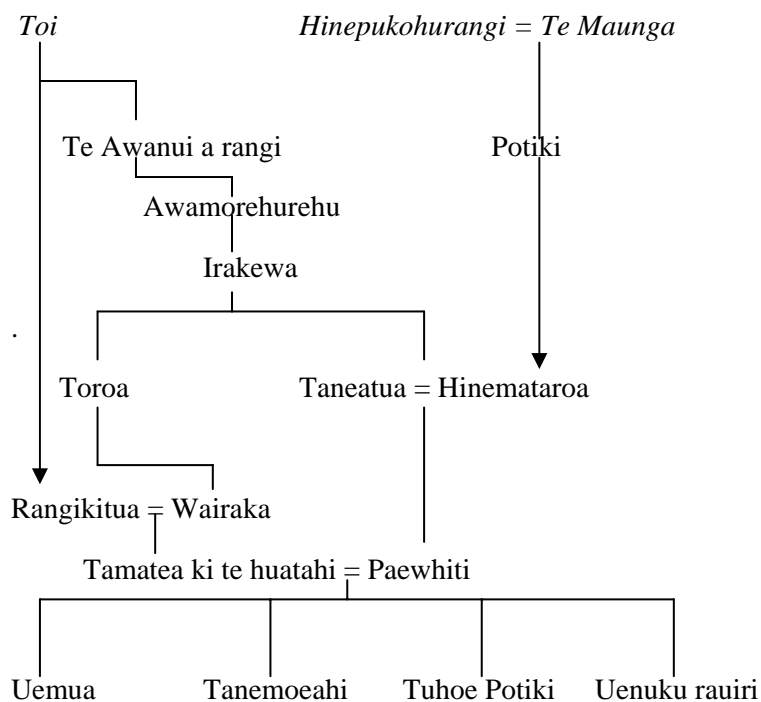 Toi Hinepukohurangi = Te Maunga
Te Awanui a rangi Potiki
Awamorehurehu
Irakewa
.
Toroa Taneatua = Hinemataroa
Rangikitua = Wairaka
Tamatea ki te huatahi = Paewhiti
Uemua Tanemoeahi Tuhoe Potiki Uenuku rauiri